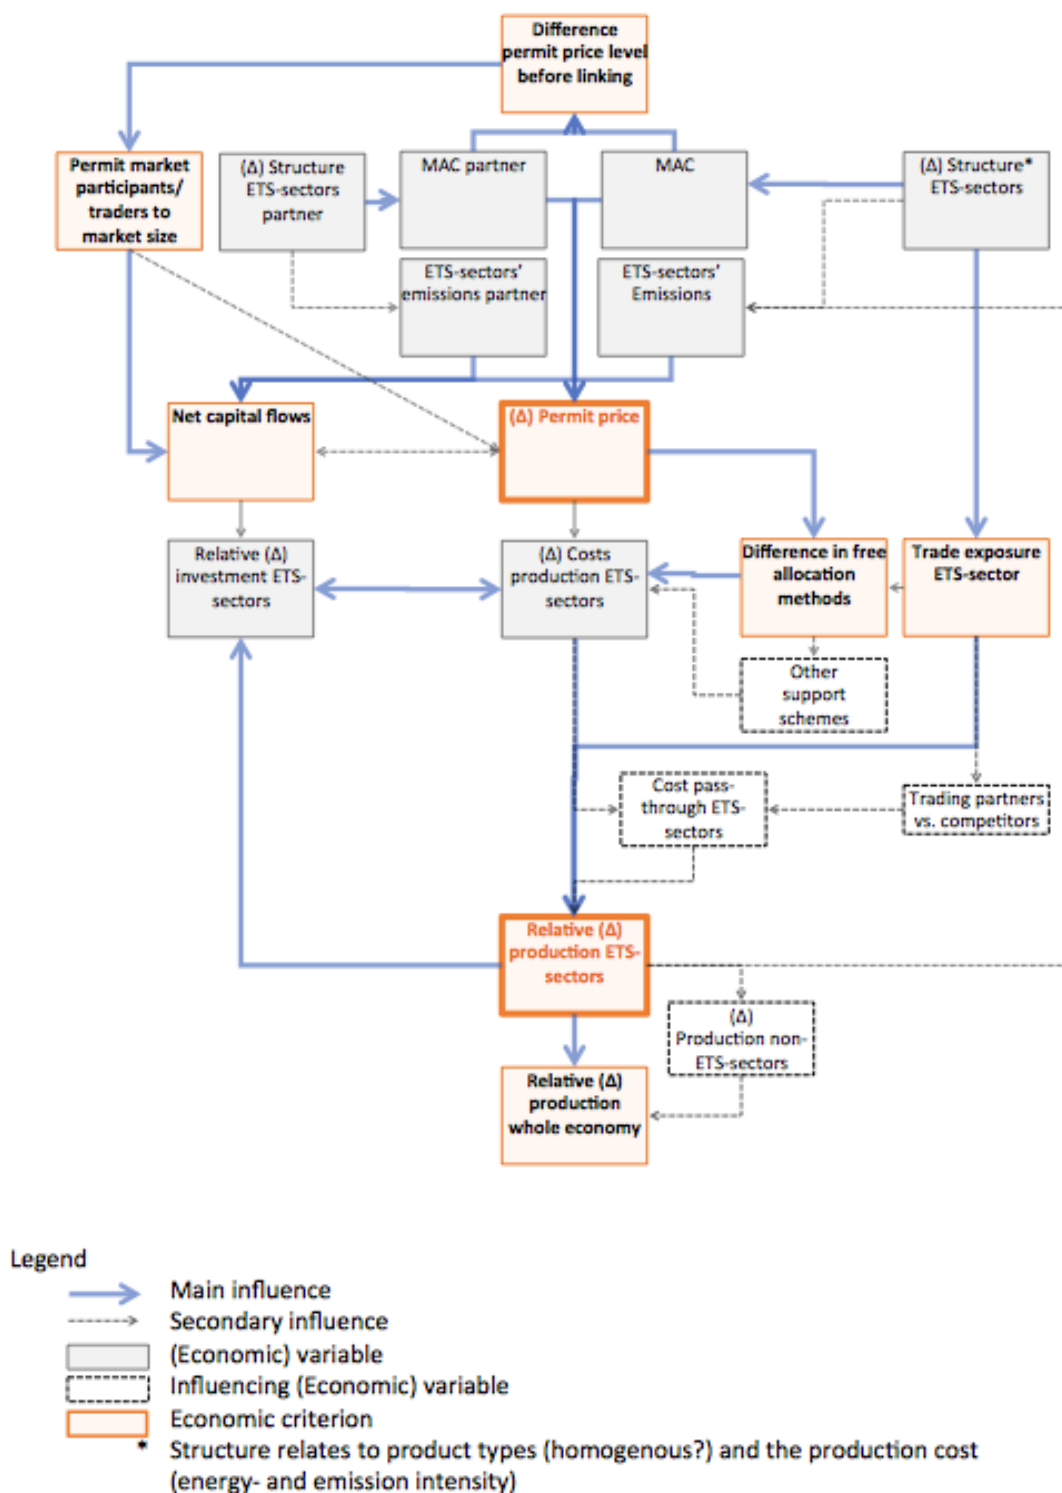 Difference
permit price level
before linking
Permit market
participants/
traders to
market size
(Δ) Structure
ETS-sectors
partner
MAC partner
MAC
(Δ) Structure*
ETS-sectors
ETS-sectors'
emissions partner
ETS-sectors'
Emissions
Net capital flows
(Δ) Permit price
Relative (Δ)
investment ETS-
sectors
(Δ) Costs
production ETS-
sectors
Difference in free
allocation
methods
Trade exposure
ETS-sector
Other
support
schemes
Cost pass-
through ETS-
sectors
Trading partners
vs. competitors
Relative (Δ)
production ETS-
sectors
(Δ)
Production non-
ETS-sectors
Relative (Δ)
production
whole economy
Legend
Main influence
Secondary influence
(Economic) variable
Influencing (Economic) variable
Economic criterion
* Structure relates to product types (homogenous?) and the production cost
(energy- and emission intensity)